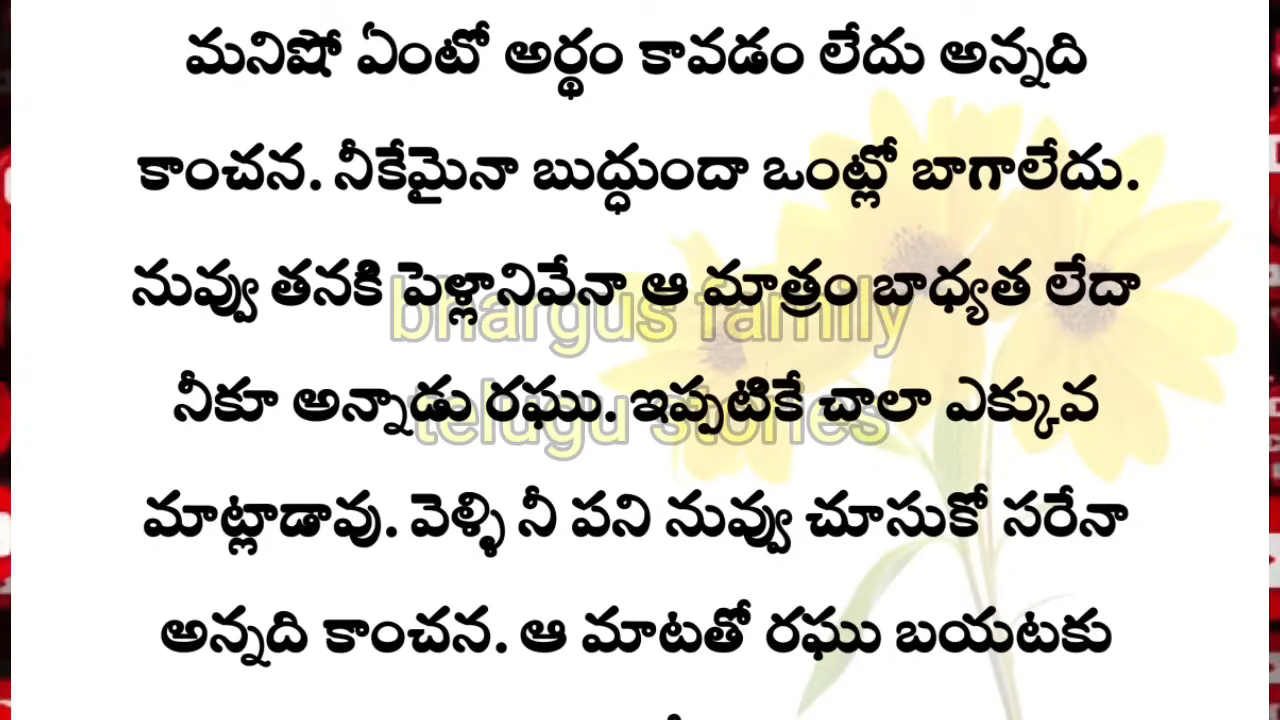 మనిషో ఏంటో అర్థం కావడం లేదు అన్నది
కాంచన. నీకేమైనా బుద్ధుందా ఒంట్లో బాగాలేదు.
నువ్వు తనకి పెళ్లానివేనా ఆ మాత్రం బాధ్యత లేదా
bhargus family
నీకూ అన్నాడు రఘు. ఇప్పటికే చాలా ఎక్కువ
telugu stories
మాట్లాడావు. వెళ్ళి నీ పని నువ్వు చూసుకో సరేనా
అన్నది కాంచన. ఆ మాటతో రఘు బయటకు